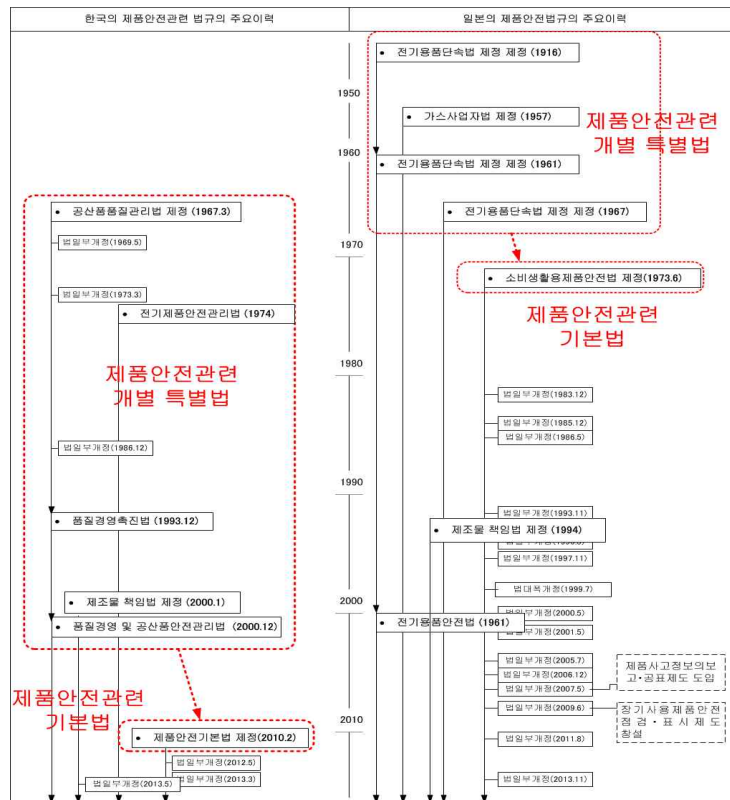 한국의 제품안전관련 법규의 주요이력
일본의 제품안전법규의 주요이력
1950
1960
1970
1980
1990
2000
2010
• 공산품품질관리법 제정 (1967.3)
법일부개정(1969.5)
법일부개정(1973.3)
• 전기제품안전관리법 (1974)
제품안전관련
개별 특별법
법일부개정(1986.12)
• 품질경영촉진법 (1993.12)
• 제조물 책임법 제정 (2000.1)
• 품질경영 및 공산품안전관리법 (2000.12)
제품안전관련
기본법
• 제품안전기본법 제정(2010.2)
법일부개정(2012.5)
법일부개정(2013.3)
법일부개정(2013.5)
• 전기용품단속법 제정 제정 (1916)
• 가스사업자법 제정 (1957)
제품안전관련
개별 특별법
• 전기용품단속법 제정 제정 (1961)
• 전기용품단속법 제정 제정 (1967)
• 소비생활용제품안전법 제정(1973.6)
제품안전관련
기본법
법일부개정(1983.12)
법일부개정(1985.12)
법일부개정(1986.5)
법일부개정(1993.11)
• 제조물 책임법 제정 (1994)
법일부개정(1997.11)
법대폭개정(1999.7)
법일부개정(2000.5)
• 전기용품안전법 (1961)
법일부개정(2001.5)
법일부개정(2005.7)
법일부개정(2006.12)
법일부개정(2007.5)
제품사고정보의보
고·공표제도 도입
법일부개정(2009.6)
장기사용제품안전
점검·표시제도
창설
법일부개정(2011.8)
법일부개정(2013.11)